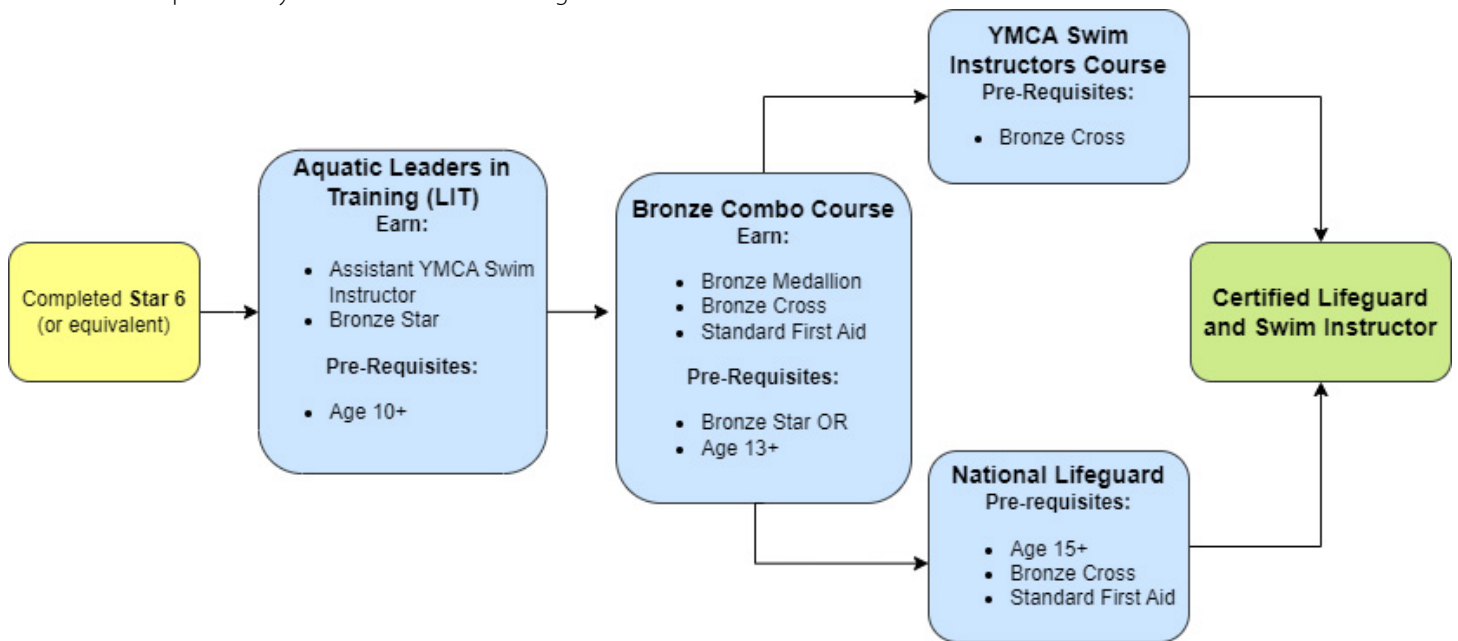 Completed Star 6
(or equivalent)
Aquatic Leaders in
Training (LIT)
Earn:
• Assistant YMCA Swim
Instructor
• Bronze Star
Pre-Requisites:
• Age 10+
Bronze Combo Course
Earn:
• Bronze Medallion
• Bronze Cross
• Standard First Aid
Pre-Requisites:
• Bronze Star OR
• Age 13+
YMCA Swim
Instructors Course
Pre-Requisites:
• Bronze Cross
National Lifeguard
Pre-requisites:
• Age 15+
• Bronze Cross
• Standard First Aid
Certified Lifeguard
and Swim Instructor